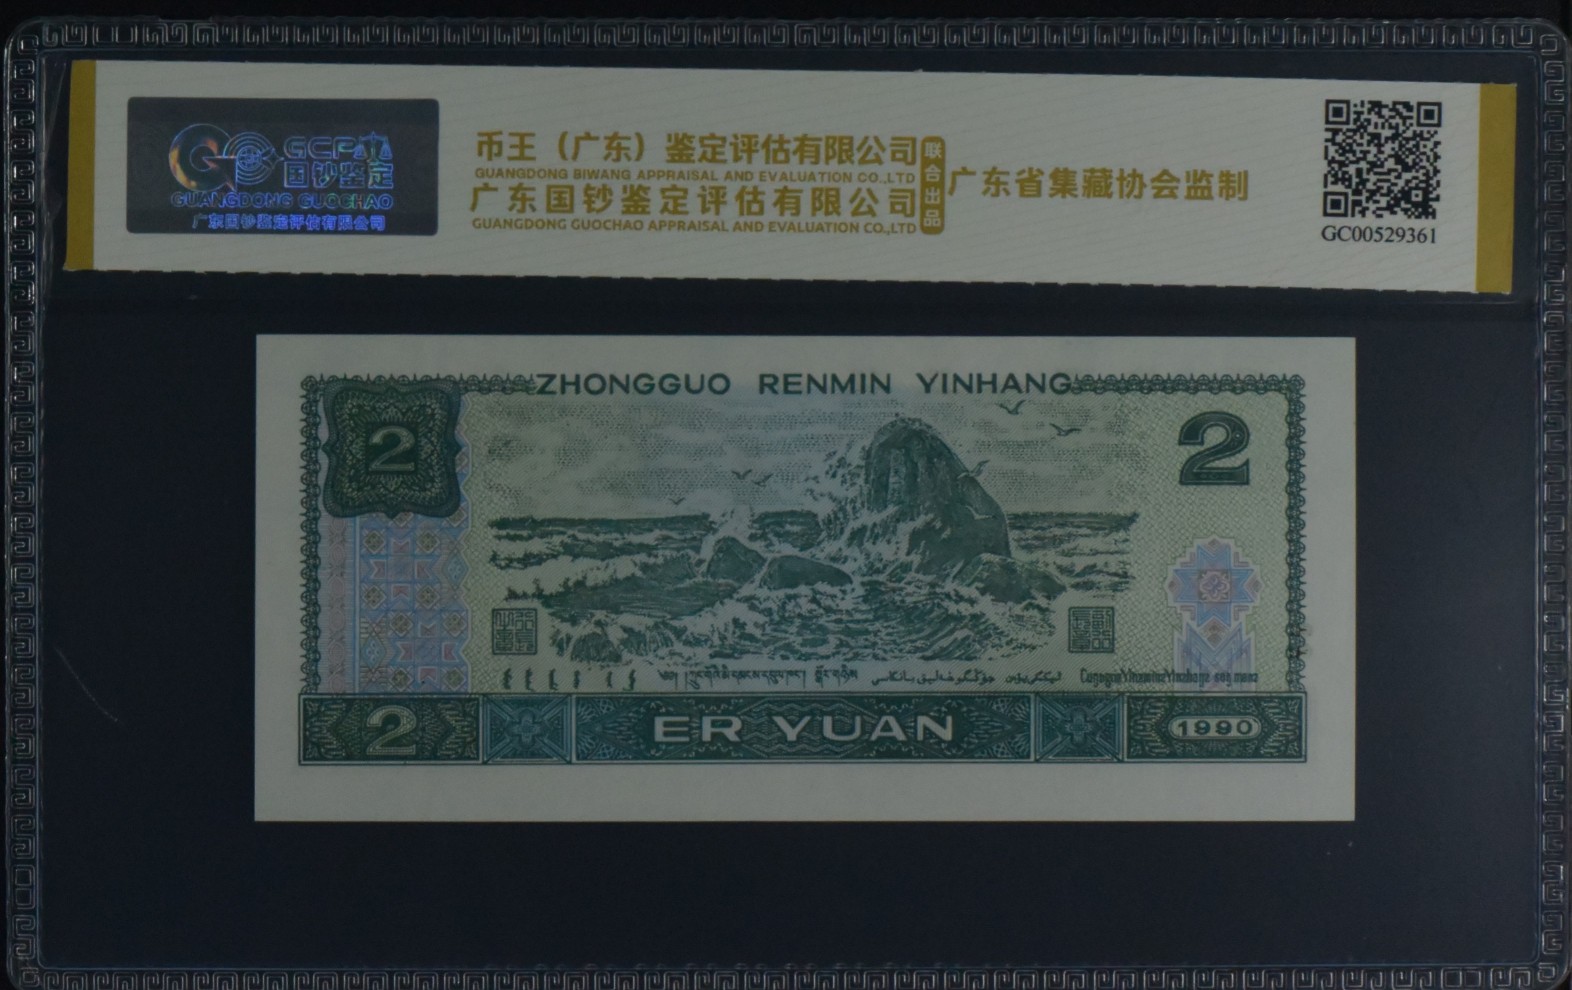 GCP
国钞鉴定
GUANGDONG GUOCHAO
广东国钞鉴定评估有限公司
币王（广东）鉴定评估有限公司
GUANGDONG BIWANG APPRAISAL AND EVALUATION CO.,LTD
广东国钞鉴定评估有限公司
GUANGDONG GUOCHAO APPRAISAL AND EVALUATION CO.,LTD
联合出品
广东省集藏协会监制
GC00529361
ZHONGGUO RENMIN YINHANG
2
2
2
ER YUAN
1990